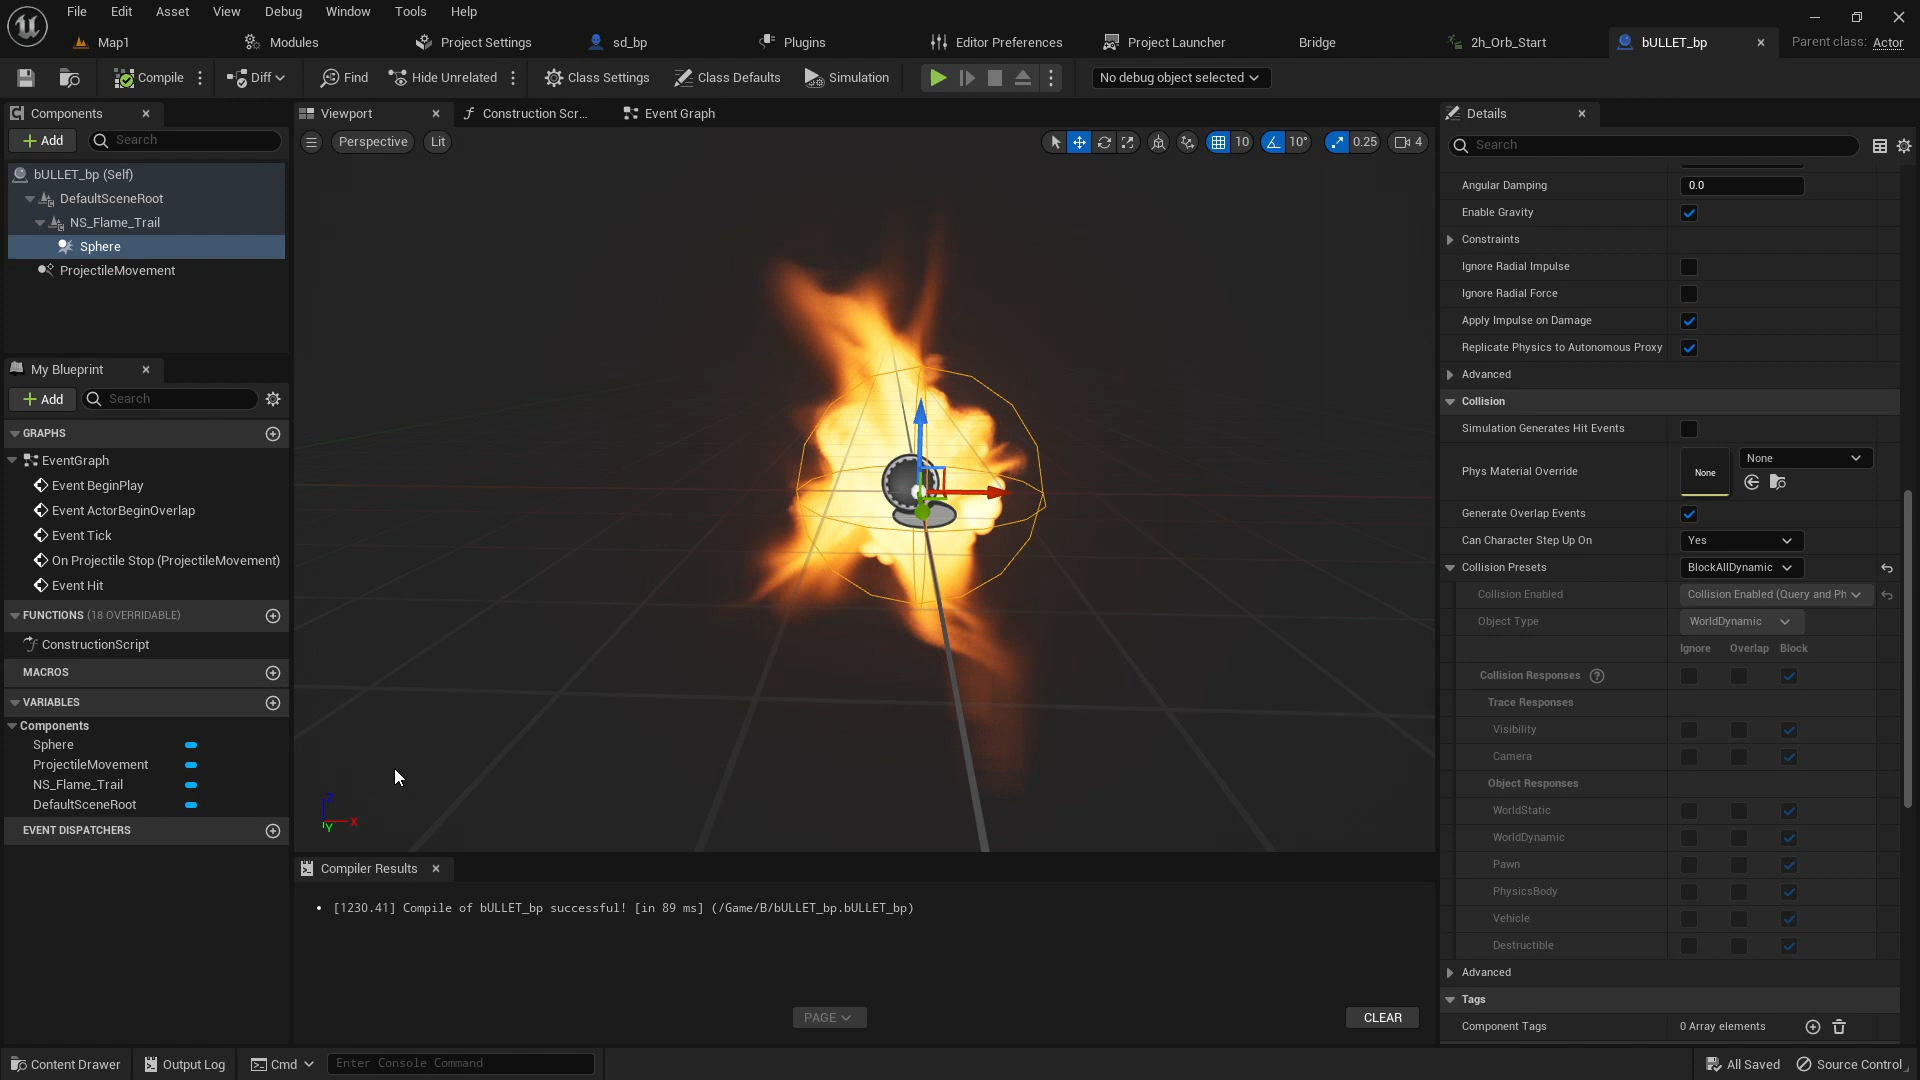 File Edit Asset View Debug Window Tools Help
Map1 Modules Project Settings sd_bp Plugins Editor Preferences Project Launcher Bridge 2h_Orb_Start bULLET_bp Parent class: Actor
Compile Diff Find Hide Unrelated Class Settings Class Defaults Simulation No debug object selected
Components
Add Search
bULLET_bp (Self)
DefaultSceneRoot
NS_Flame_Trail
Sphere
ProjectileMovement
My Blueprint
Add Search
GRAPHS
EventGraph
Event BeginPlay
Event ActorBeginOverlap
Event Tick
On Projectile Stop (ProjectileMovement)
Event Hit
FUNCTIONS (18 OVERRIDABLE)
ConstructionScript
MACROS
VARIABLES
Components
Sphere
ProjectileMovement
NS_Flame_Trail
DefaultSceneRoot
EVENT DISPATCHERS
Viewport Construction Scr... Event Graph
Perspective Lit 10 10° 0.25 4
Z
X
Y
Compiler Results
• [1230.41] Compile of bULLET_bp successful! [in 89 ms] (/Game/B/bULLET_bp.bULLET_bp)
PAGE CLEAR
Details
Search
Angular Damping 0.0
Enable Gravity
Constraints
Ignore Radial Impulse
Ignore Radial Force
Apply Impulse on Damage
Replicate Physics to Autonomous Proxy
Advanced
Collision
Simulation Generates Hit Events
Phys Material Override None None
Generate Overlap Events
Can Character Step Up On Yes
Collision Presets BlockAllDynamic
Collision Enabled Collision Enabled (Query and Ph
Object Type WorldDynamic
Ignore Overlap Block
Collision Responses ?
Trace Responses
Visibility
Camera
Object Responses
WorldStatic
WorldDynamic
Pawn
PhysicsBody
Vehicle
Destructible
Advanced
Tags
Component Tags 0 Array elements
Content Drawer Output Log Cmd Enter Console Command All Saved Source Control